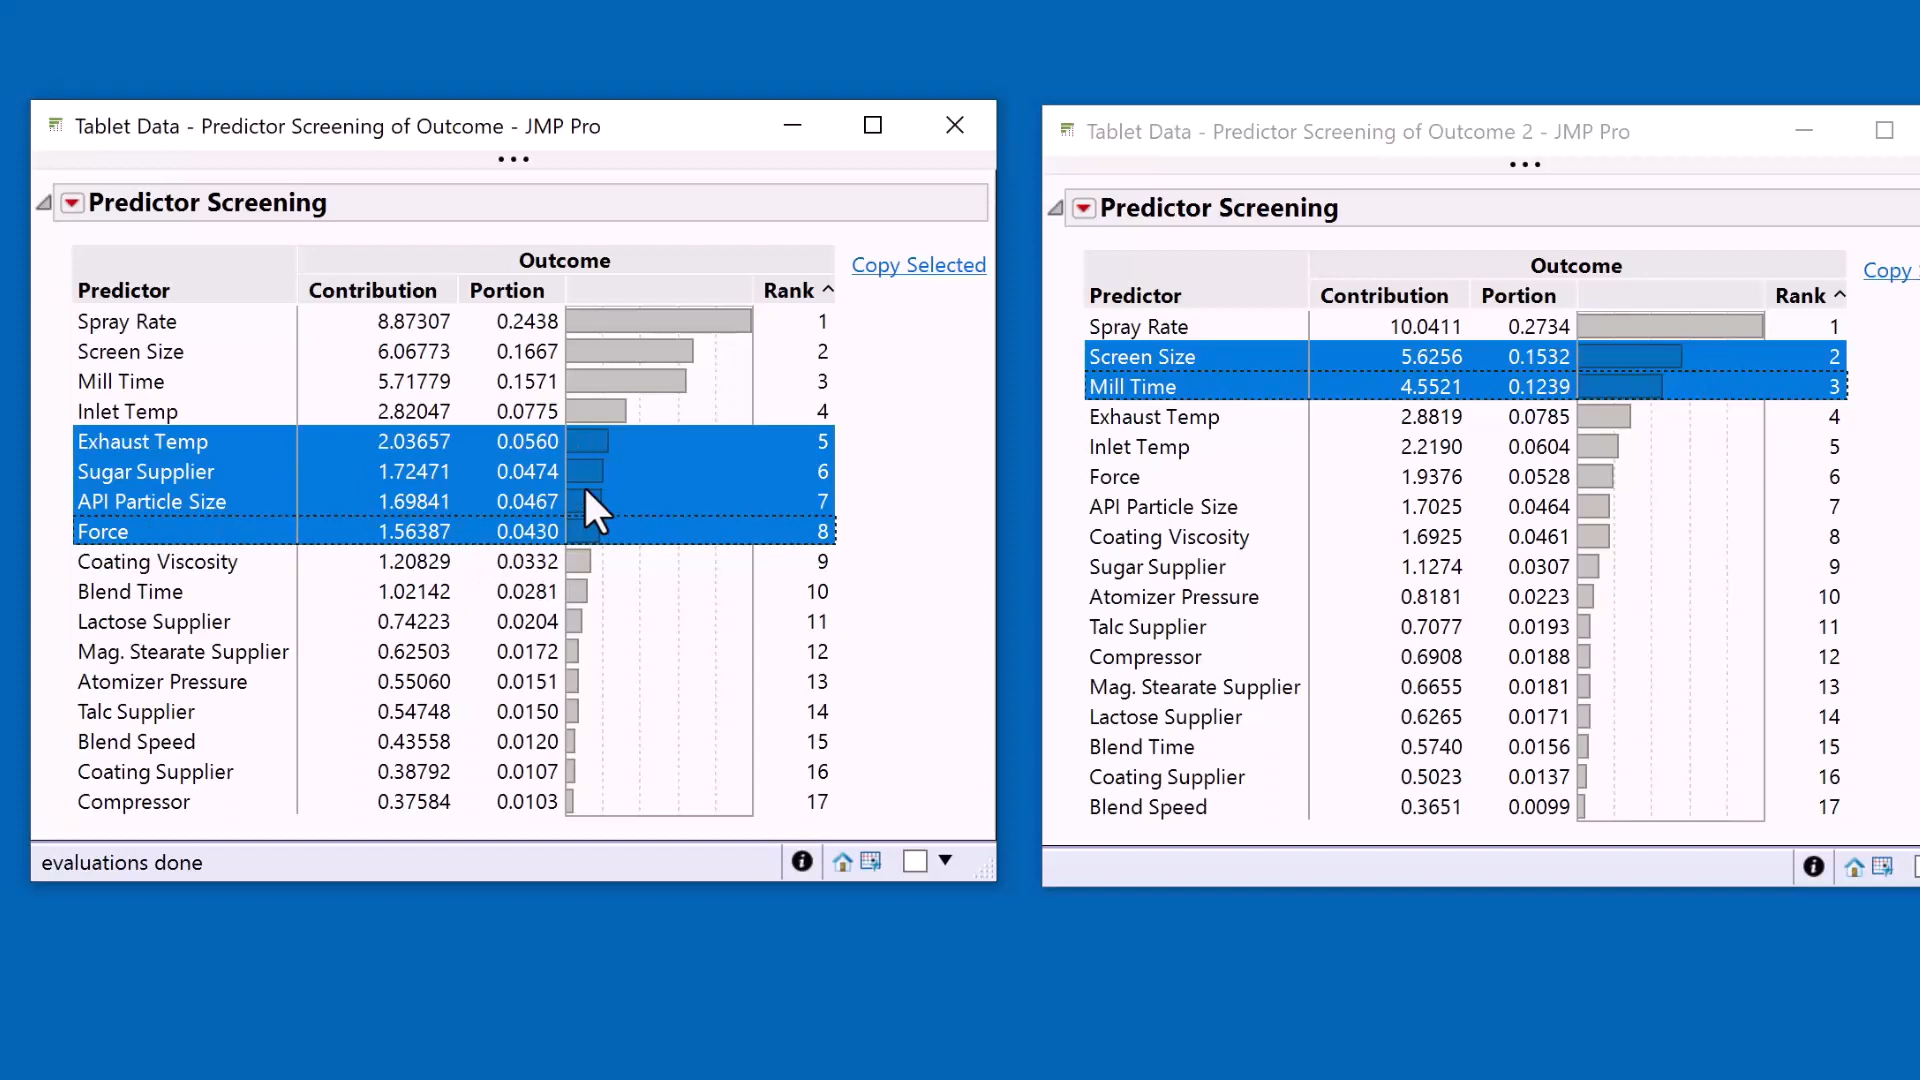 Tablet Data - Predictor Screening of Outcome - JMP Pro
Predictor Screening
Outcome
Copy Selected
Predictor Contribution Portion Rank
Spray Rate 8.87307 0.2438 1
Screen Size 6.06773 0.1667 2
Mill Time 5.71779 0.1571 3
Inlet Temp 2.82047 0.0775 4
Exhaust Temp 2.03657 0.0560 5
Sugar Supplier 1.72471 0.0474 6
API Particle Size 1.69841 0.0467 7
Force 1.56387 0.0430 8
Coating Viscosity 1.20829 0.0332 9
Blend Time 1.02142 0.0281 10
Lactose Supplier 0.74223 0.0204 11
Mag. Stearate Supplier 0.62503 0.0172 12
Atomizer Pressure 0.55060 0.0151 13
Talc Supplier 0.54748 0.0150 14
Blend Speed 0.43558 0.0120 15
Coating Supplier 0.38792 0.0107 16
Compressor 0.37584 0.0103 17
evaluations done
Tablet Data - Predictor Screening of Outcome 2 - JMP Pro
Predictor Screening
Outcome
Copy
Predictor Contribution Portion Rank
Spray Rate 10.0411 0.2734 1
Screen Size 5.6256 0.1532 2
Mill Time 4.5521 0.1239 3
Exhaust Temp 2.8819 0.0785 4
Inlet Temp 2.2190 0.0604 5
Force 1.9376 0.0528 6
API Particle Size 1.7025 0.0464 7
Coating Viscosity 1.6925 0.0461 8
Sugar Supplier 1.1274 0.0307 9
Atomizer Pressure 0.8181 0.0223 10
Talc Supplier 0.7077 0.0193 11
Compressor 0.6908 0.0188 12
Mag. Stearate Supplier 0.6655 0.0181 13
Lactose Supplier 0.6265 0.0171 14
Blend Time 0.5740 0.0156 15
Coating Supplier 0.5023 0.0137 16
Blend Speed 0.3651 0.0099 17